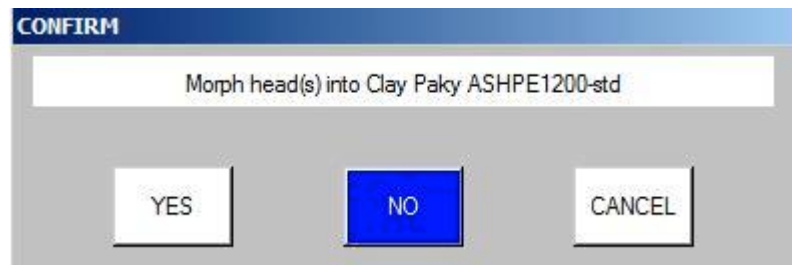 CONFIRM
Morph head(s) into Clay Paky ASHPE1200-std
YES NO CANCEL